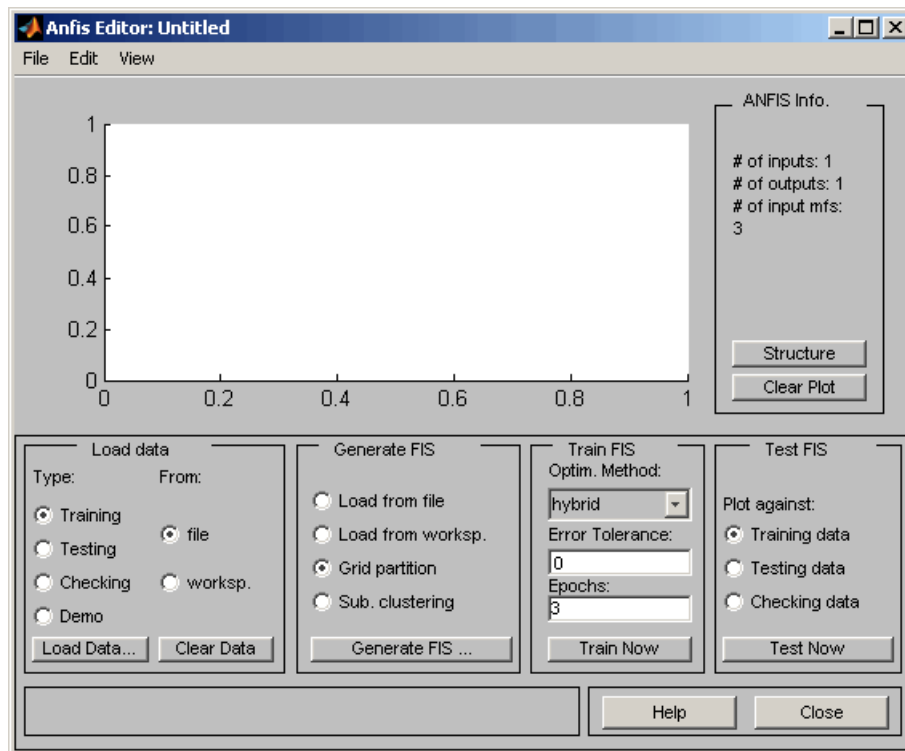 Anfis Editor: Untitled
File Edit View
ANFIS Info.
# of inputs: 1
# of outputs: 1
# of input mfs:
3
Structure
Clear Plot
1
0.8
0.6
0.4
0.2
0
0 0.2 0.4 0.6 0.8 1
Load data
Type: From:
Training
Testing
Checking
Demo
file
worksp.
Load Data... Clear Data
Generate FIS
Load from file
Load from worksp.
Grid partition
Sub. clustering
Generate FIS ...
Train FIS
Optim. Method:
hybrid
Error Tolerance:
0
Epochs:
3
Train Now
Test FIS
Plot against:
Training data
Testing data
Checking data
Test Now
Help Close